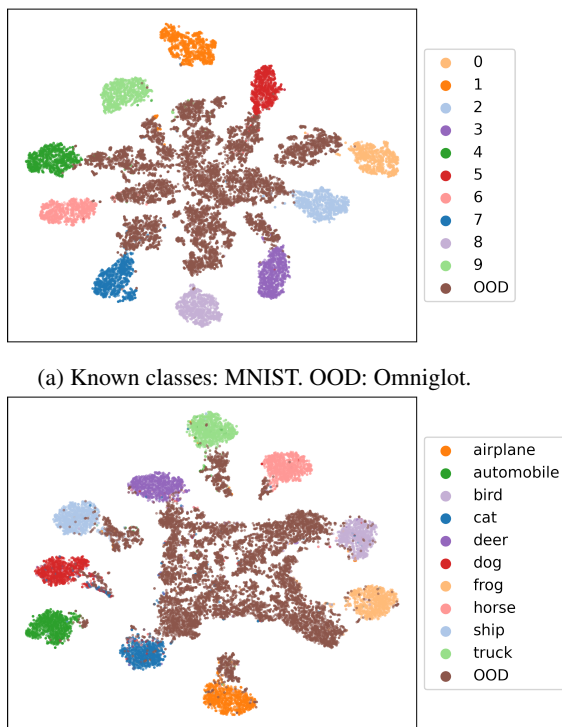 0
1
2
3
4
5
6
7
8
9
OOD
(a) Known classes: MNIST. OOD: Omniglot.
airplane
automobile
bird
cat
deer
dog
frog
horse
ship
truck
OOD